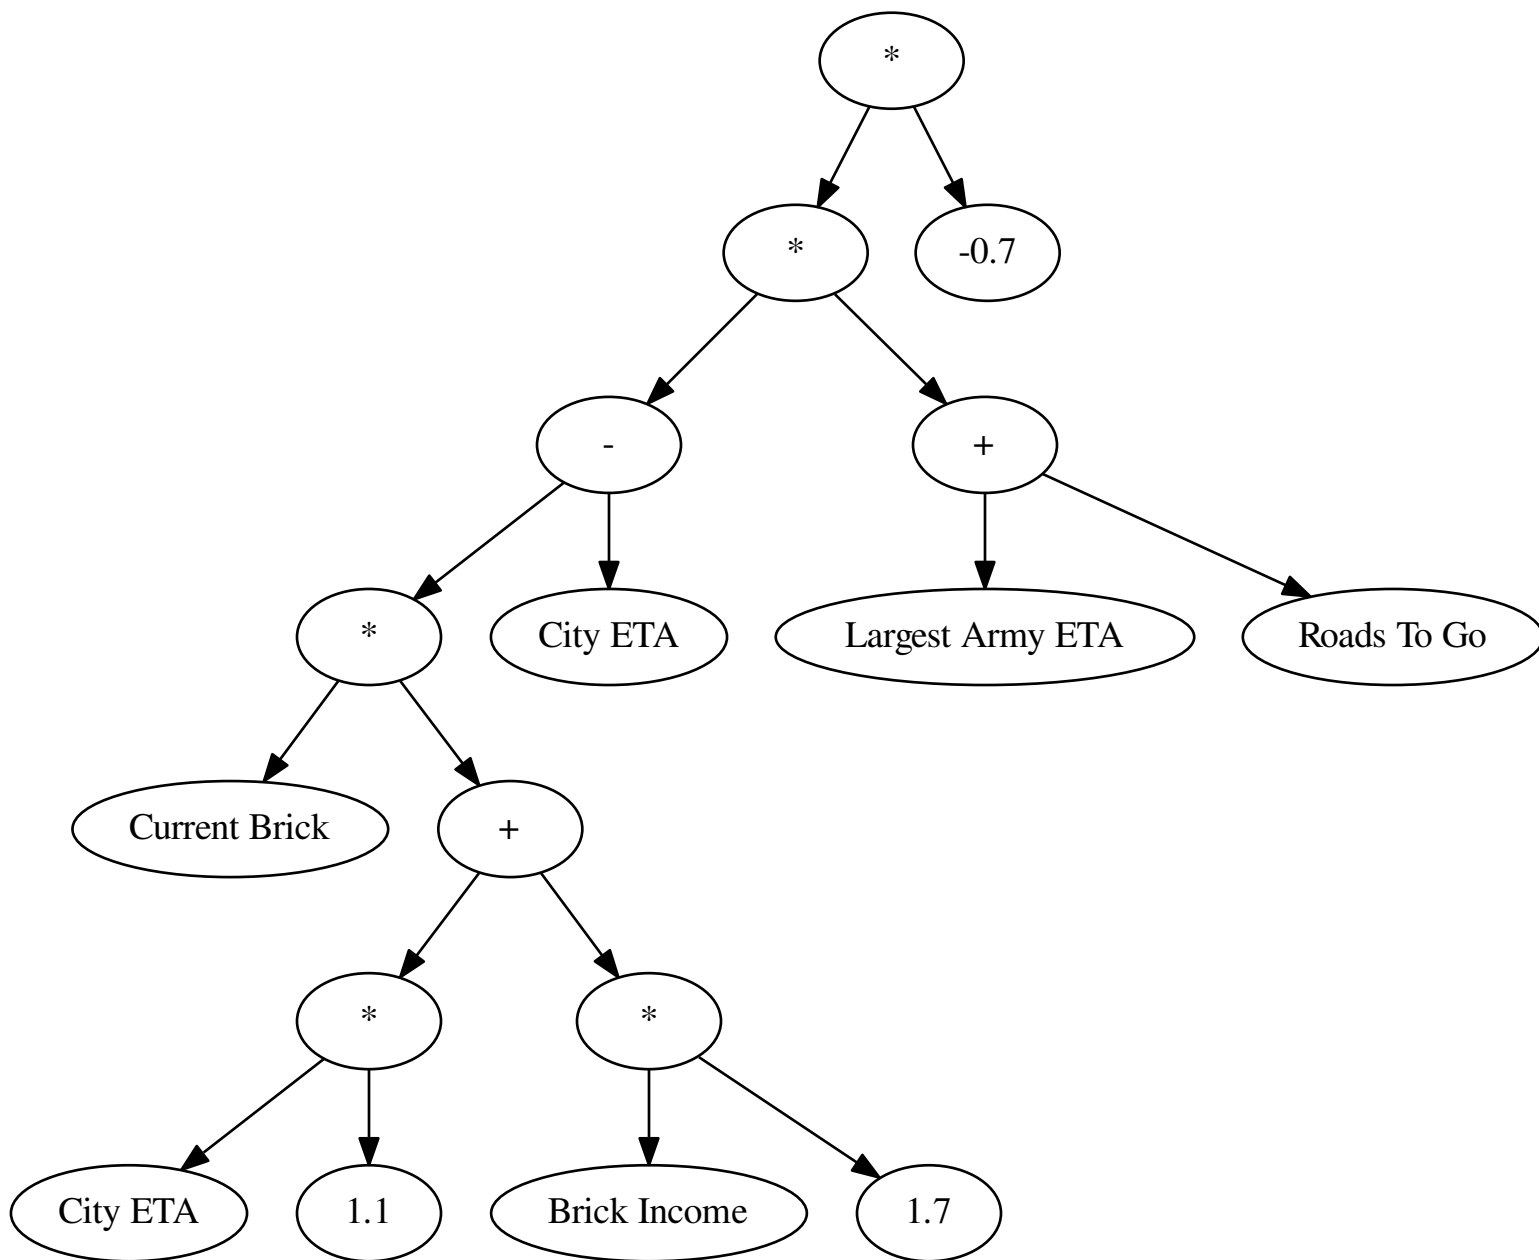 *
*
-0.7
-
+
*
City ETA
Largest Army ETA
Roads To Go
Current Brick
+
*
*
City ETA
1.1
Brick Income
1.7